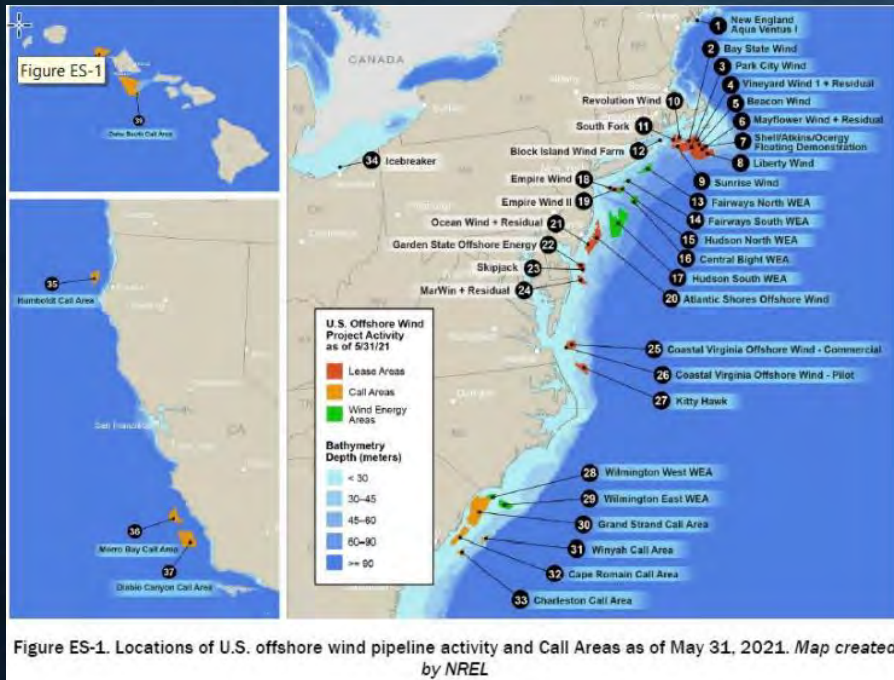 Figure ES-1
39
Oahu South Call Area
CANADA
34 Icebreaker
1 New England
Aqua Ventus I
2 Bay State Wind
3 Park City Wind
4 Vineyard Wind 1 + Residual
5 Beacon Wind
6 Mayflower Wind + Residual
7 Shell/Atkins/Ocergy
Floating Demonstration
8 Liberty Wind
Revolution Wind 10
South Fork 11
Block Island Wind Farm 12
9 Sunrise Wind
Empire Wind 18
Empire Wind II 19
13 Fairways North WEA
14 Fairways South WEA
15 Hudson North WEA
16 Central Bight WEA
17 Hudson South WEA
20 Atlantic Shores Offshore Wind
Ocean Wind + Residual 21
Garden State Offshore Energy 22
Skipjack 23
MarWin + Residual 24
35
Humboldt Call Area
San Francisco
CA
36
Morro Bay Call Area
37
Diablo Canyon Call Area
U.S. Offshore Wind
Project Activity
as of 5/31/21
Lease Areas
Call Areas
Wind Energy
Areas
Bathymetry
Depth (meters)
< 30
30–45
45–60
60–90
>= 90
25 Coastal Virginia Offshore Wind - Commercial
26 Coastal Virginia Offshore Wind - Pilot
27 Kitty Hawk
28 Wilmington West WEA
29 Wilmington East WEA
30 Grand Strand Call Area
31 Winyah Call Area
32 Cape Romain Call Area
33 Charleston Call Area
Figure ES-1. Locations of U.S. offshore wind pipeline activity and Call Areas as of May 31, 2021. Map created
by NREL